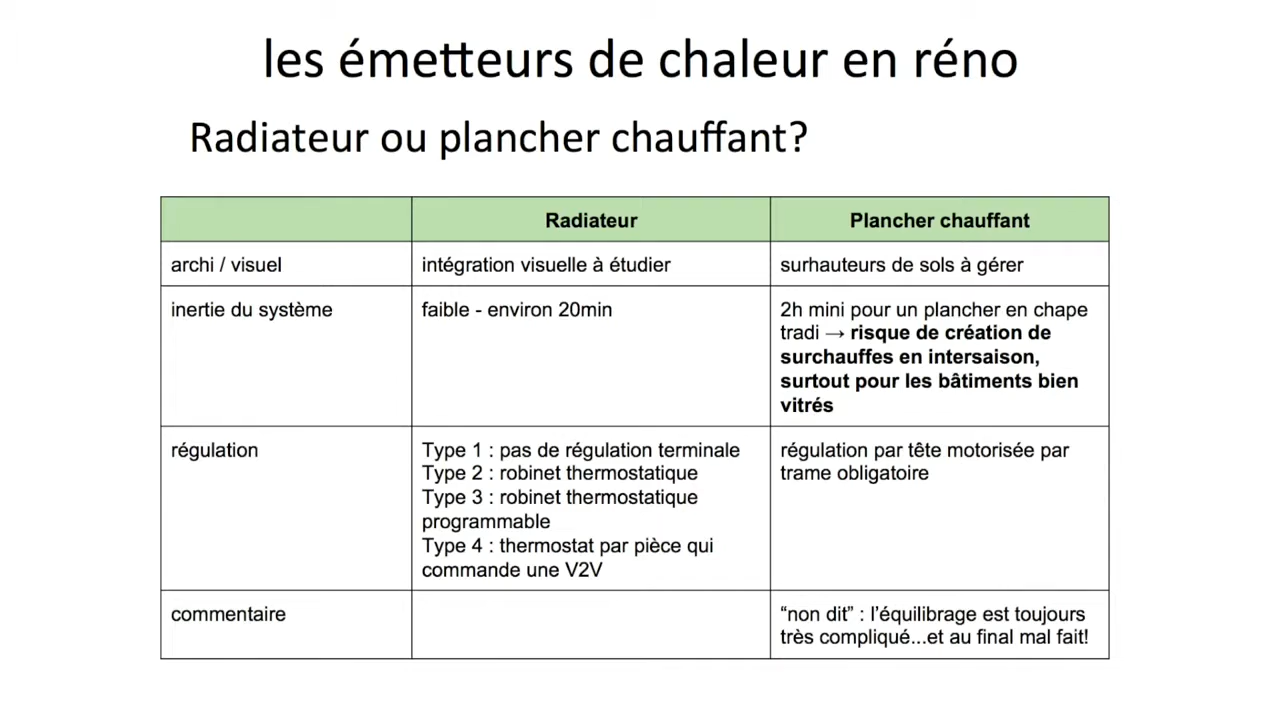 les émetteurs de chaleur en réno
Radiateur ou plancher chauffant?
Radiateur
Plancher chauffant
archi / visuel
intégration visuelle à étudier
surhauteurs de sols à gérer
inertie du système
faible - environ 20min
2h mini pour un plancher en chape
tradi → risque de création de
surchauffes en intersaison,
surtout pour les bâtiments bien
vitrés
régulation
Type 1 : pas de régulation terminale
Type 2 : robinet thermostatique
Type 3 : robinet thermostatique
programmable
Type 4 : thermostat par pièce qui
commande une V2V
régulation par tête motorisée par
trame obligatoire
commentaire
“non dit” : l’équilibrage est toujours
très compliqué...et au final mal fait!